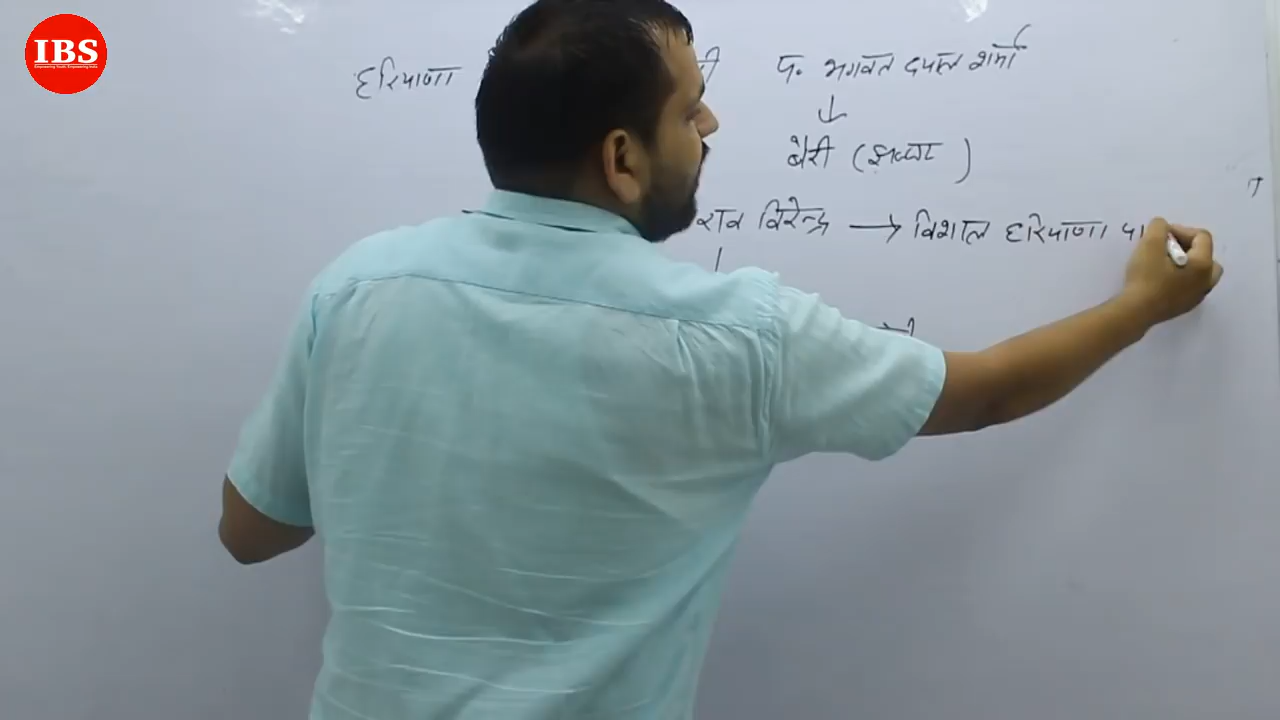 IBS
हरियाणा पं. भगवत दयाल शर्मा
बेरी (झज्जर)
राव विरेन्द्र → विशाल हरियाणा पा